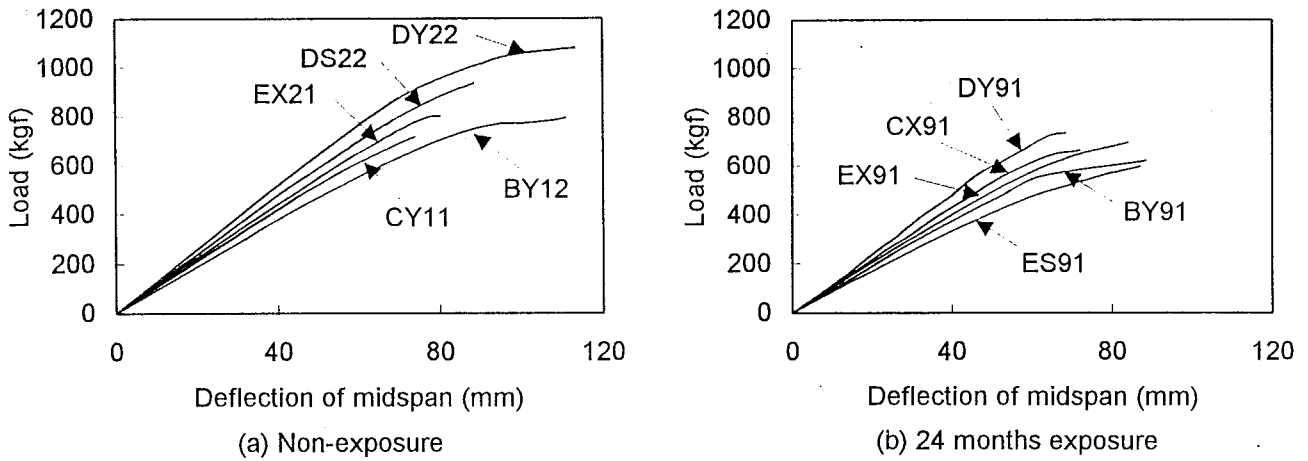 1200
1000
800
600
400
200
0
Load (kgf)
DY22
DS22
EX21
CY11
BY12
0 40 80 120
Deflection of midspan (mm)
(a) Non-exposure
1200
1000
800
600
400
200
0
Load (kgf)
DY91
CX91
EX91
BY91
ES91
0 40 80 120
Deflection of midspan (mm)
(b) 24 months exposure